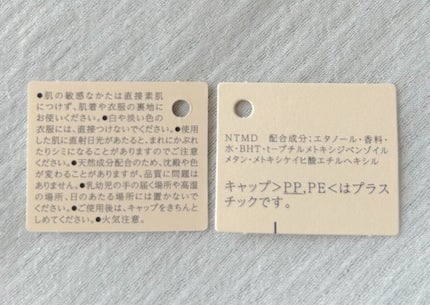 ●肌の敏感なかたは直接素肌
につけず、肌着や衣服の裏地に
お使いください。●白や淡い色の
衣服には、直接つけないでください。●使用
した肌に直射日光があたると、まれにかぶれ
たりシミになることがありますのでご注意
ください。●天然成分配合のため、沈殿や色
が変わることがありますが、品質に問題は
ありません。●乳幼児の手の届く場所や高温
の場所、日のあたる場所には置かないでく
ださい。●ご使用後は、キャップをきちんと
しめてください。●火気注意。
NTMD 配合成分:エタノール・香料・
水・BHT・t-ブチルメトキシジベンゾイル
メタン・メトキシケイヒ酸エチルヘキシル
キャップ>PP,PE<はプラス
チックです。